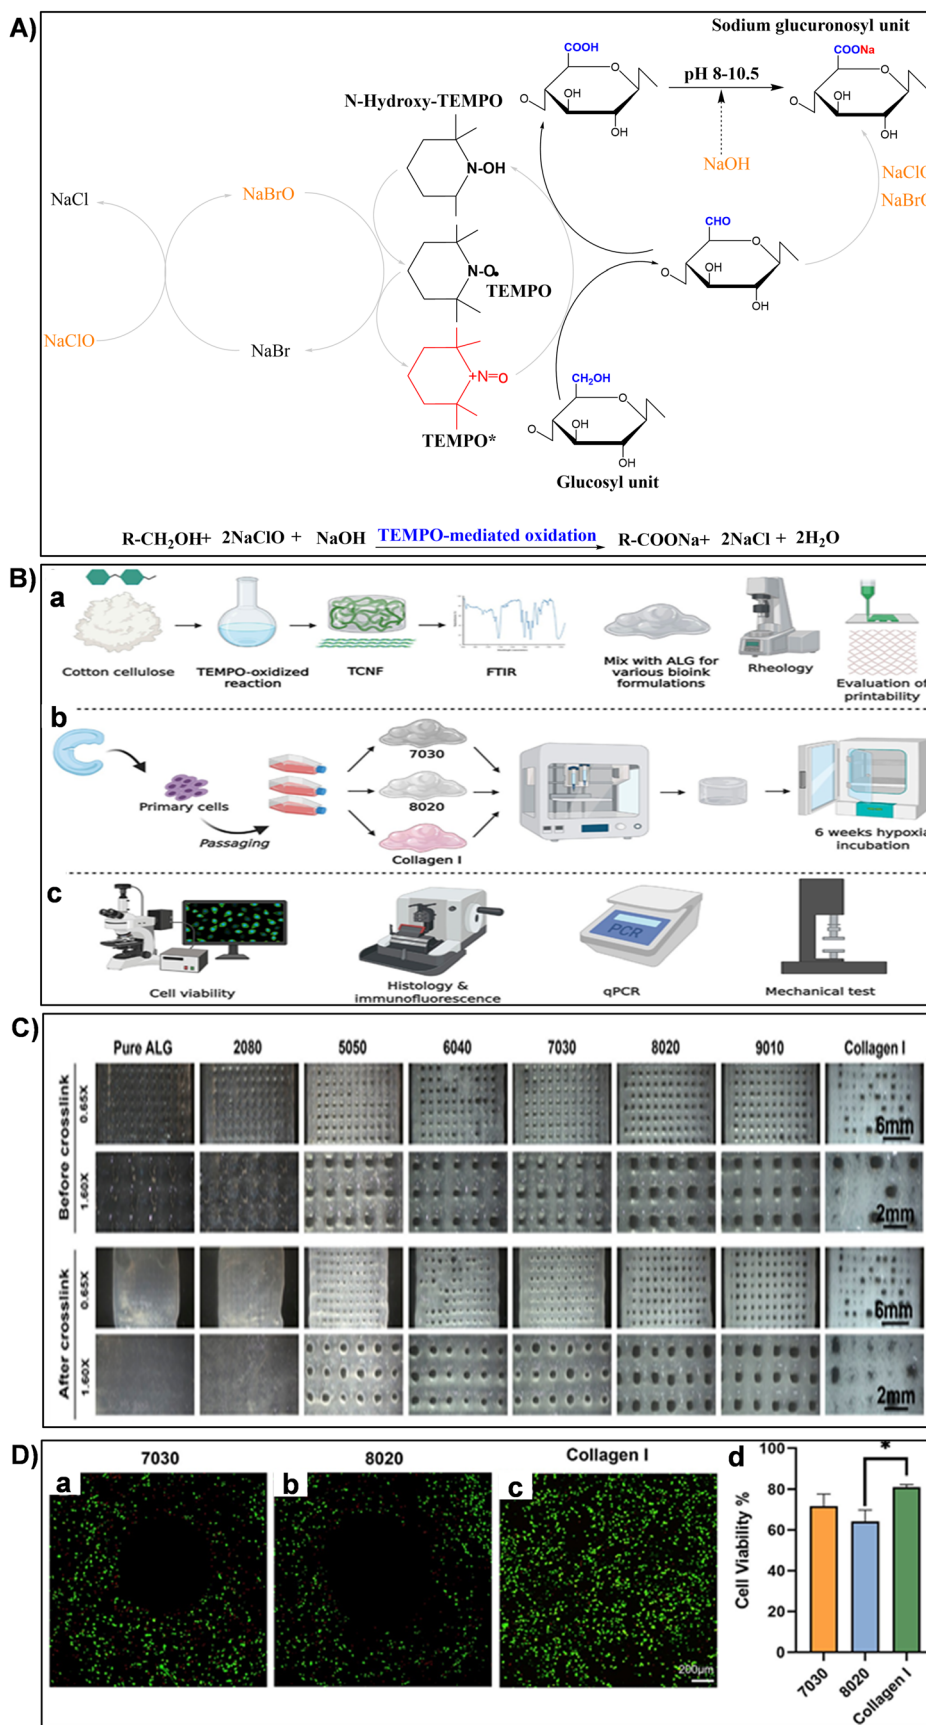 A)
Sodium glucuronosyl unit
COOH
COONa
O
OH
OH
O
pH 8-10.5
O
OH
OH
O
NaOH
N-Hydroxy-TEMPO
N-OH
NaClO
NaBrO
NaCl
NaBrO
CHO
O
OH
OH
O
N-O•
TEMPO
NaClO
NaBr
+N=O
TEMPO*
CH₂OH
O
OH
OH
O
Glucosyl unit
R-CH₂OH+ 2NaClO + NaOH TEMPO-mediated oxidation R-COONa+ 2NaCl + 2H₂O
B)
a
Cotton cellulose
TEMPO-oxidized
reaction
TCNF
FTIR
Mix with ALG for
various bioink
formulations
Rheology
Evaluation of
printability
b
Primary cells
Passaging
7030
8020
Collagen I
6 weeks hypoxia
incubation
c
Cell viability
Histology &
immunofluorescence
PCR
qPCR
Mechanical test
C)
Pure ALG 2080 5050 6040 7030 8020 9010 Collagen I
Before crosslink
0.65X
6mm
1.60X
2mm
After crosslink
0.65X
6mm
1.60X
2mm
D)
7030
a
8020
b
Collagen I
c
200µm
d
*
Cell Viability %
100
80
60
40
20
0
7030
8020
Collagen I